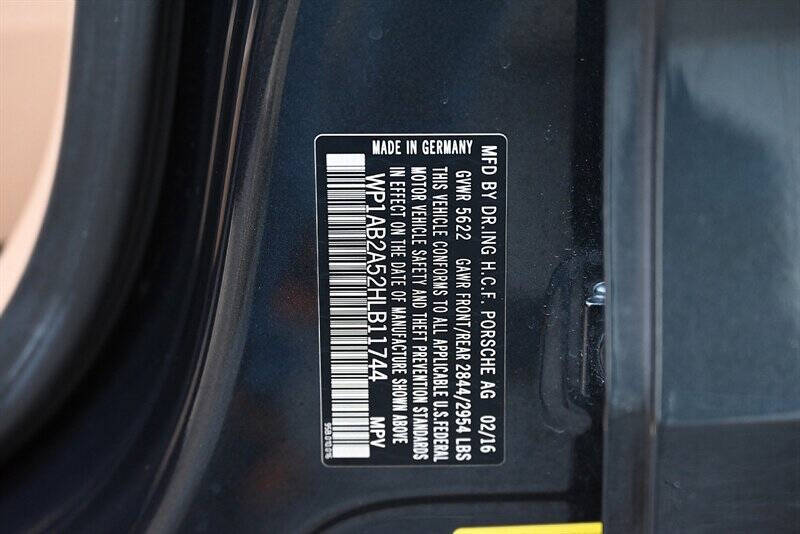 MFD BY DR.ING H.C.F. PORSCHE AG 02/16
GVWR 5622 GAWR FRONT/REAR 2844/2954 LBS
THIS VEHICLE CONFORMS TO ALL APPLICABLE U.S.FEDERAL
MOTOR VEHICLE SAFETY AND THEFT PREVENTION STANDARDS
IN EFFECT ON THE DATE OF MANUFACTURE SHOWN ABOVE
WP1AB2A52HLB11744 MPV
MADE IN GERMANY